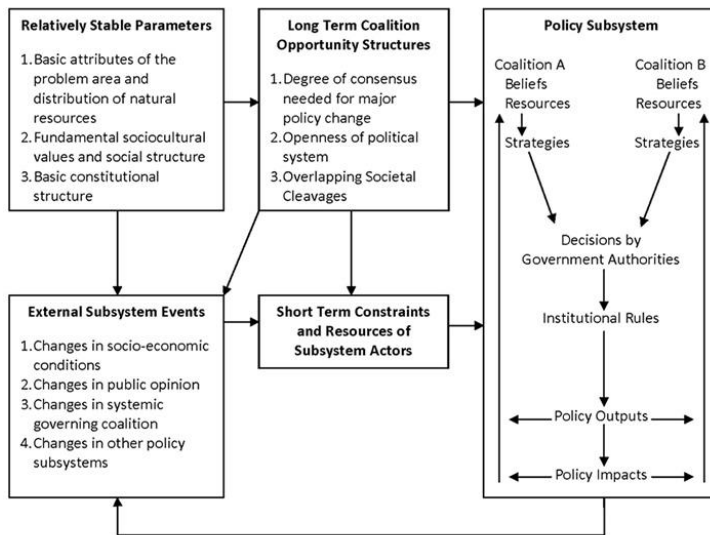 Relatively Stable Parameters
1.Basic attributes of the
problem area and
distribution of natural
resources
2.Fundamental sociocultural
values and social structure
3.Basic constitutional
structure
Long Term Coalition
Opportunity Structures
1.Degree of consensus
needed for major
policy change
2.Openness of political
system
3.Overlapping Societal
Cleavages
Policy Subsystem
Coalition A
Beliefs
Resources
Strategies
Coalition B
Beliefs
Resources
Strategies
Decisions by
Government Authorities
Institutional Rules
Policy Outputs
Policy Impacts
External Subsystem Events
1.Changes in socio-economic
conditions
2.Changes in public opinion
3.Changes in systemic
governing coalition
4.Changes in other policy
subsystems
Short Term Constraints
and Resources of
Subsystem Actors